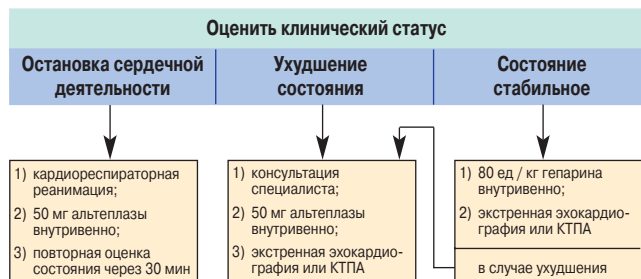 Оценить клинический статус
Остановка сердечной
деятельности
Ухудшение
состояния
Состояние
стабильное
1) кардиореспираторная
реанимация;
2) 50 мг альтеплазы
внутривенно;
3) повторная оценка
состояния через 30 мин
1) консультация
специалиста;
2) 50 мг альтеплазы
внутривенно;
3) экстренная эхокардио-
графия или КТПА
1) 80 ед / кг гепарина
внутривенно;
2) экстренная эхокардио-
графия или КТПА
в случае ухудшения